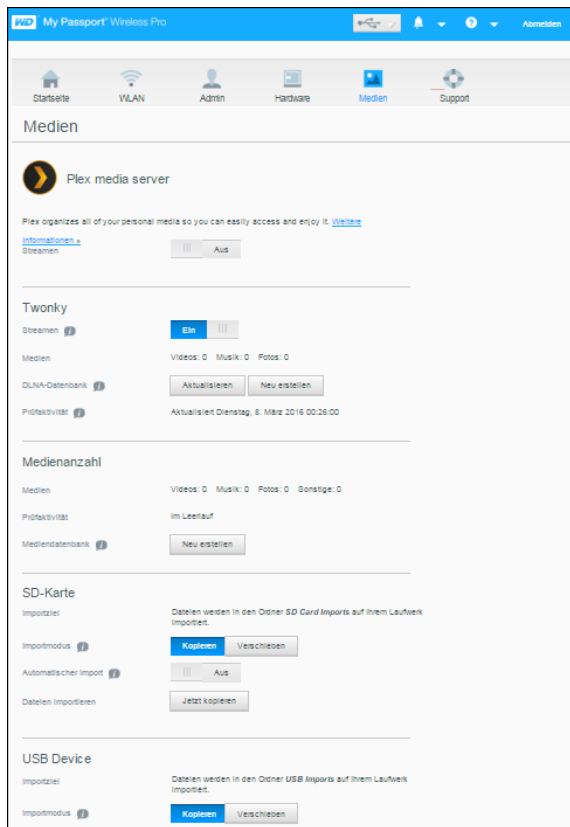 WD My Passport® Wireless Pro
Abmelden
Startseite WLAN Admin Hardware Medien Support
Medien
Plex media server
Plex organizes all of your personal media so you can easily access and enjoy it. Weitere
Informationen »
Streamen Aus
Twonky
Streamen Ein
Medien Videos: 0 Musik: 0 Fotos: 0
DLNA-Datenbank Aktualisieren Neu erstellen
Prüfaktivität Aktualisiert Dienstag, 8. März 2016 00:26:00
Medienanzahl
Medien Videos: 0 Musik: 0 Fotos: 0 Sonstige: 0
Prüfaktivität Im Leerlauf
Mediendatenbank Neu erstellen
SD-Karte
Importziel Dateien werden in den Ordner SD Card Imports auf Ihrem Laufwerk
importiert.
Importmodus Kopieren Verschieben
Automatischer Import Aus
Dateien importieren Jetzt kopieren
USB Device
Importziel Dateien werden in den Ordner USB Imports auf Ihrem Laufwerk
importiert.
Importmodus Kopieren Verschieben